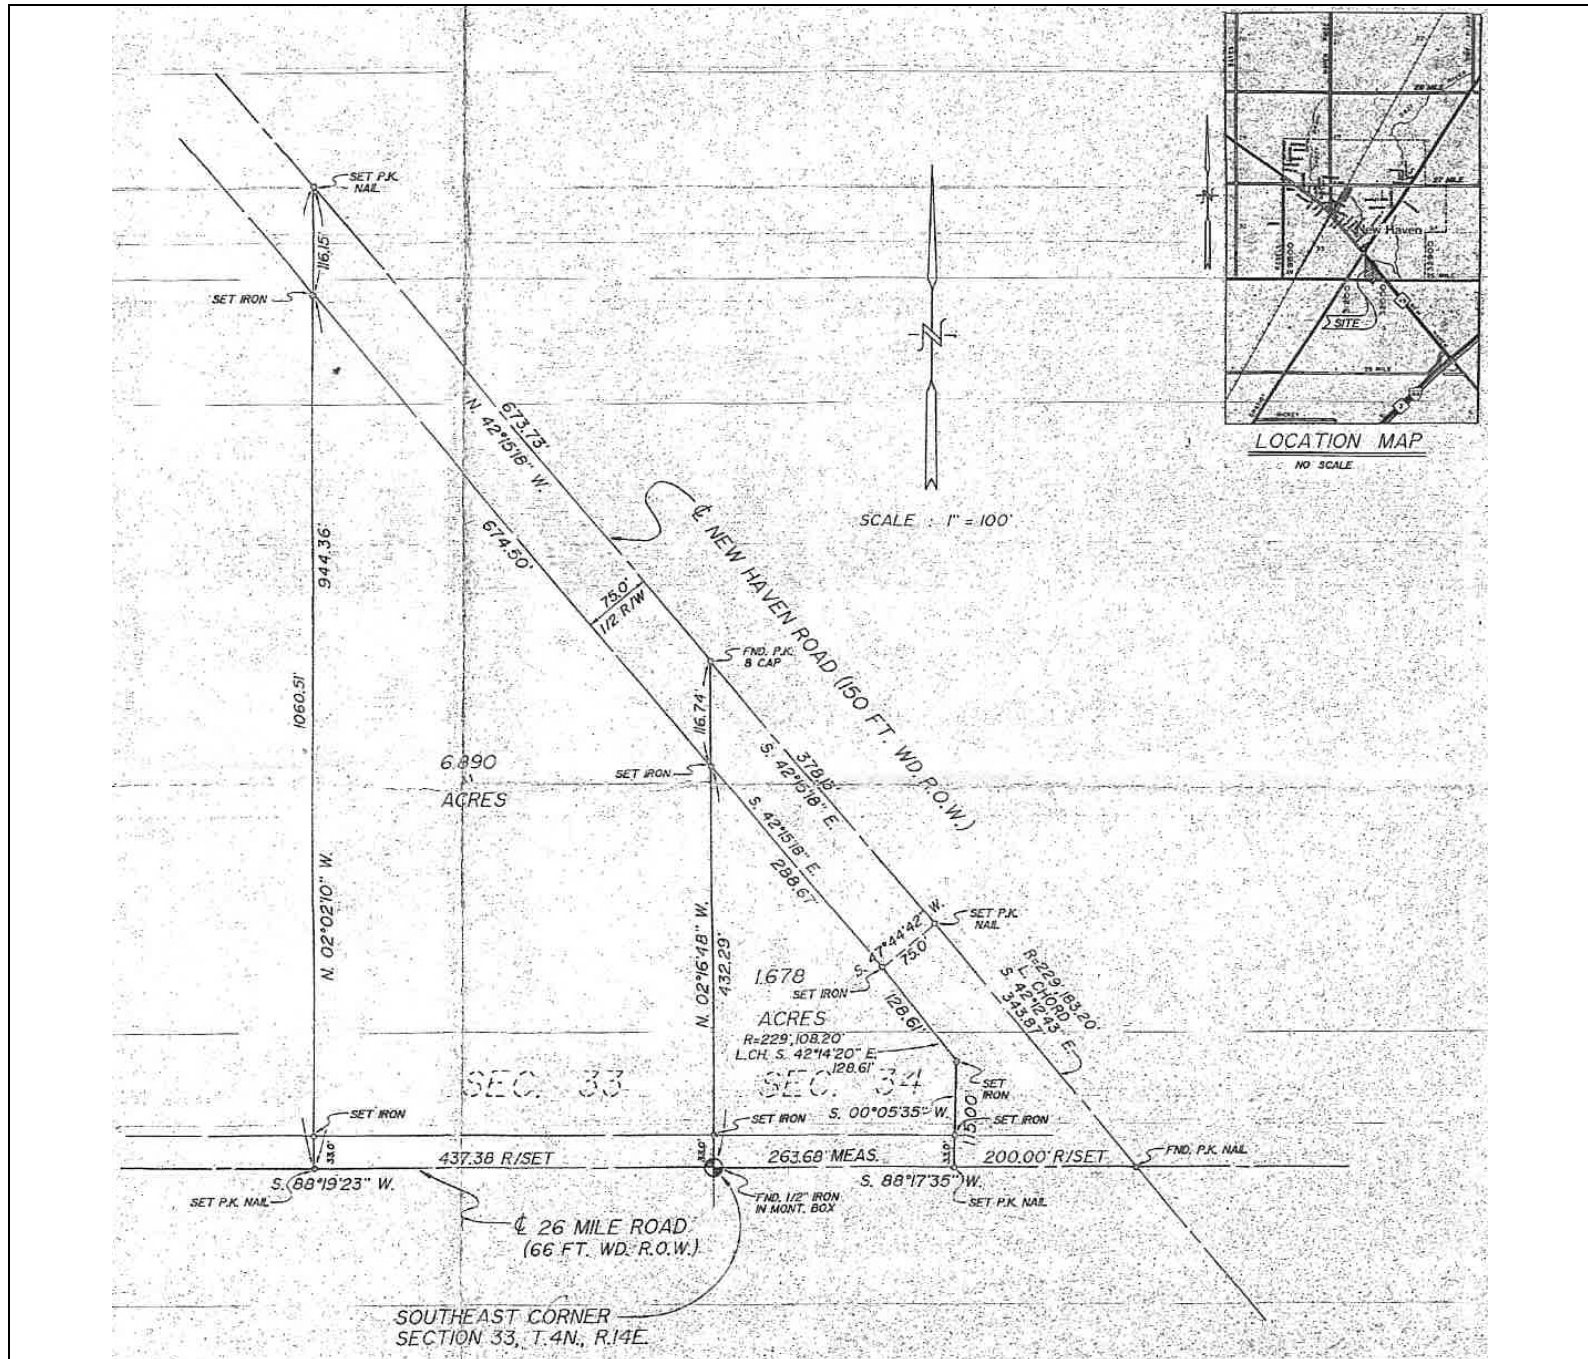 SET P.K.
NAIL
116.15'
SET IRON
673.73'
N. 42°15'18" W.
674.50'
944.36'
1060.51'
N. 02°02'10" W.
75.0'
1/2 R/W
℄ NEW HAVEN ROAD (150 FT. WD. R.O.W.)
SCALE : 1" = 100'
N
New Haven
SITE
26 MILE
27 MILE
25 MILE
LOCATION MAP
NO SCALE
FND. P.K.
& CAP
116.74'
SET IRON
6.890
ACRES
378.13'
S. 42°15'18" E.
S. 42°15'18" E.
288.67'
S. 47°44'42" W.
75.0'
SET P.K.
NAIL
N. 02°16'48" W.
432.29'
1.678
ACRES
SET IRON
128.61'
R=229,108.20'
L.CH. S. 42°14'20" E.
128.61'
R=229,183.20'
L. CHORD
S. 42°12'43" E.
343.87'
SEC. 33
SEC. 34
SET
IRON
S. 00°05'35" W.
115.00'
SET IRON
SET IRON
SET IRON
33.0'
33.0'
33.0'
437.38 R/SET
263.68' MEAS.
200.00' R/SET
FND. P.K. NAIL
S. 88°19'23" W.
S. 88°17'35" W.
SET P.K. NAIL
FND. 1/2" IRON
IN MONT. BOX
SET P.K. NAIL
℄ 26 MILE ROAD
(66 FT. WD. R.O.W.)
SOUTHEAST CORNER
SECTION 33, T.4N., R.14E.